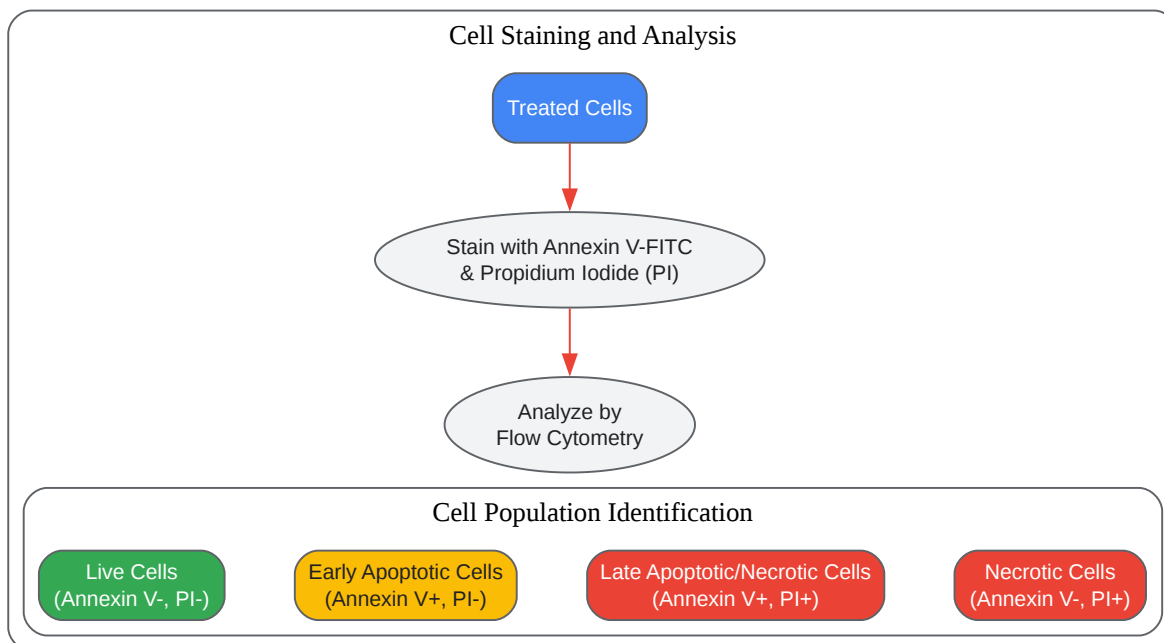 Cell Staining and Analysis
Treated Cells
Stain with Annexin V-FITC
& Propidium Iodide (PI)
Analyze by
Flow Cytometry
Cell Population Identification
Live Cells
(Annexin V-, PI-)
Early Apoptotic Cells
(Annexin V+, PI-)
Late Apoptotic/Necrotic Cells
(Annexin V+, PI+)
Necrotic Cells
(Annexin V-, PI+)